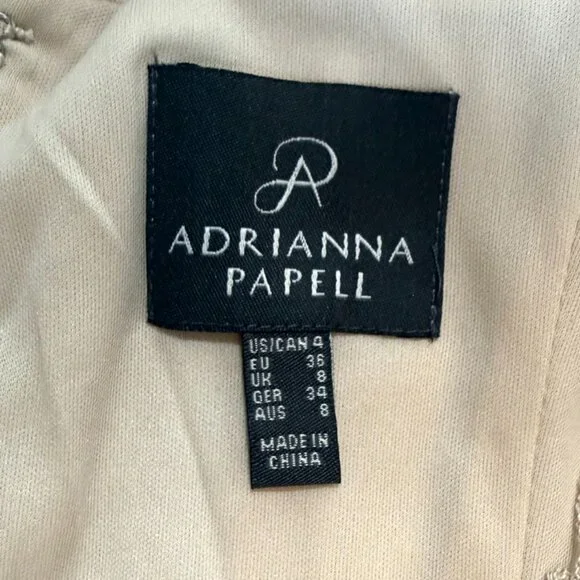 AP
ADRIANNA
PAPELL
US/CAN 4
EU 36
UK 8
GER 34
AUS 8
MADE IN
CHINA